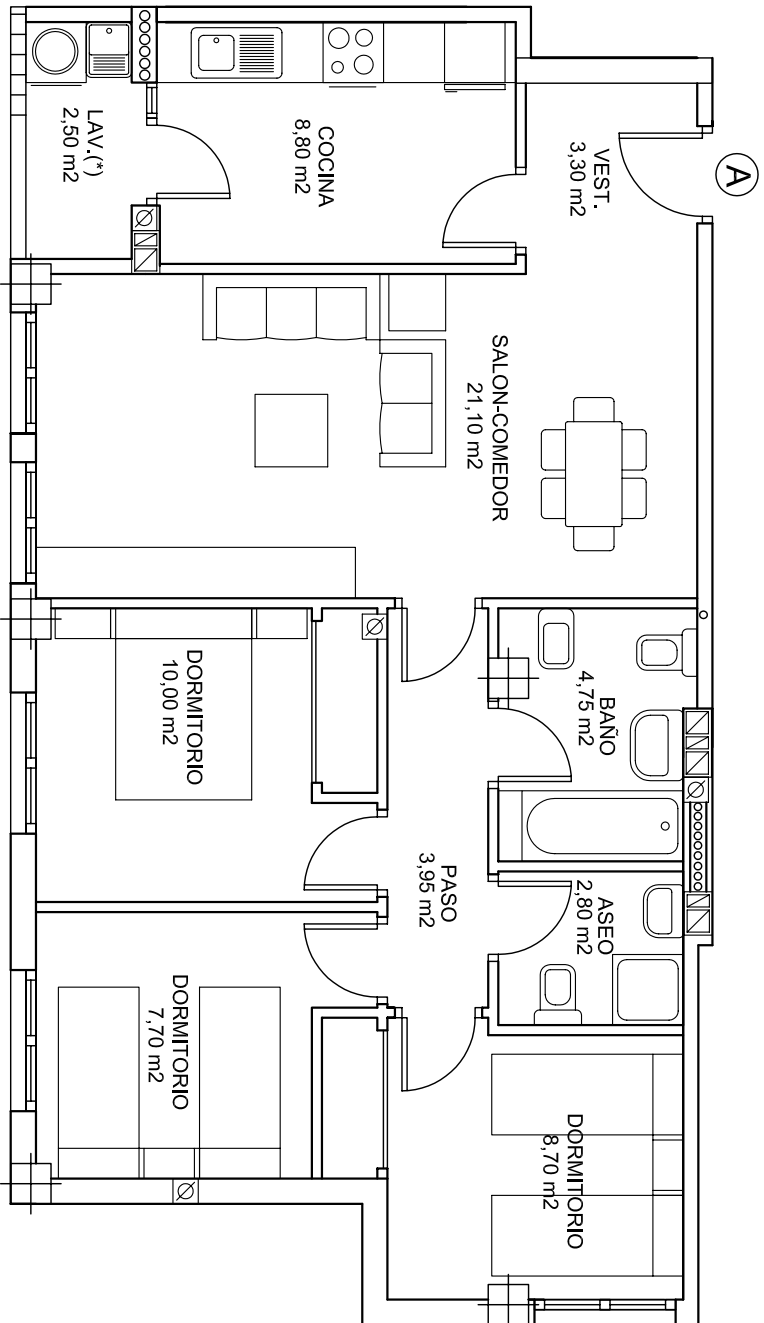 A
VEST.
3,30 m2
COCINA
8,80 m2
LAV.(*)
2,50 m2
SALON-COMEDOR
21,10 m2
BAÑO
4,75 m2
ASEO
2,80 m2
PASO
3,95 m2
DORMITORIO
10,00 m2
DORMITORIO
7,70 m2
DORMITORIO
8,70 m2